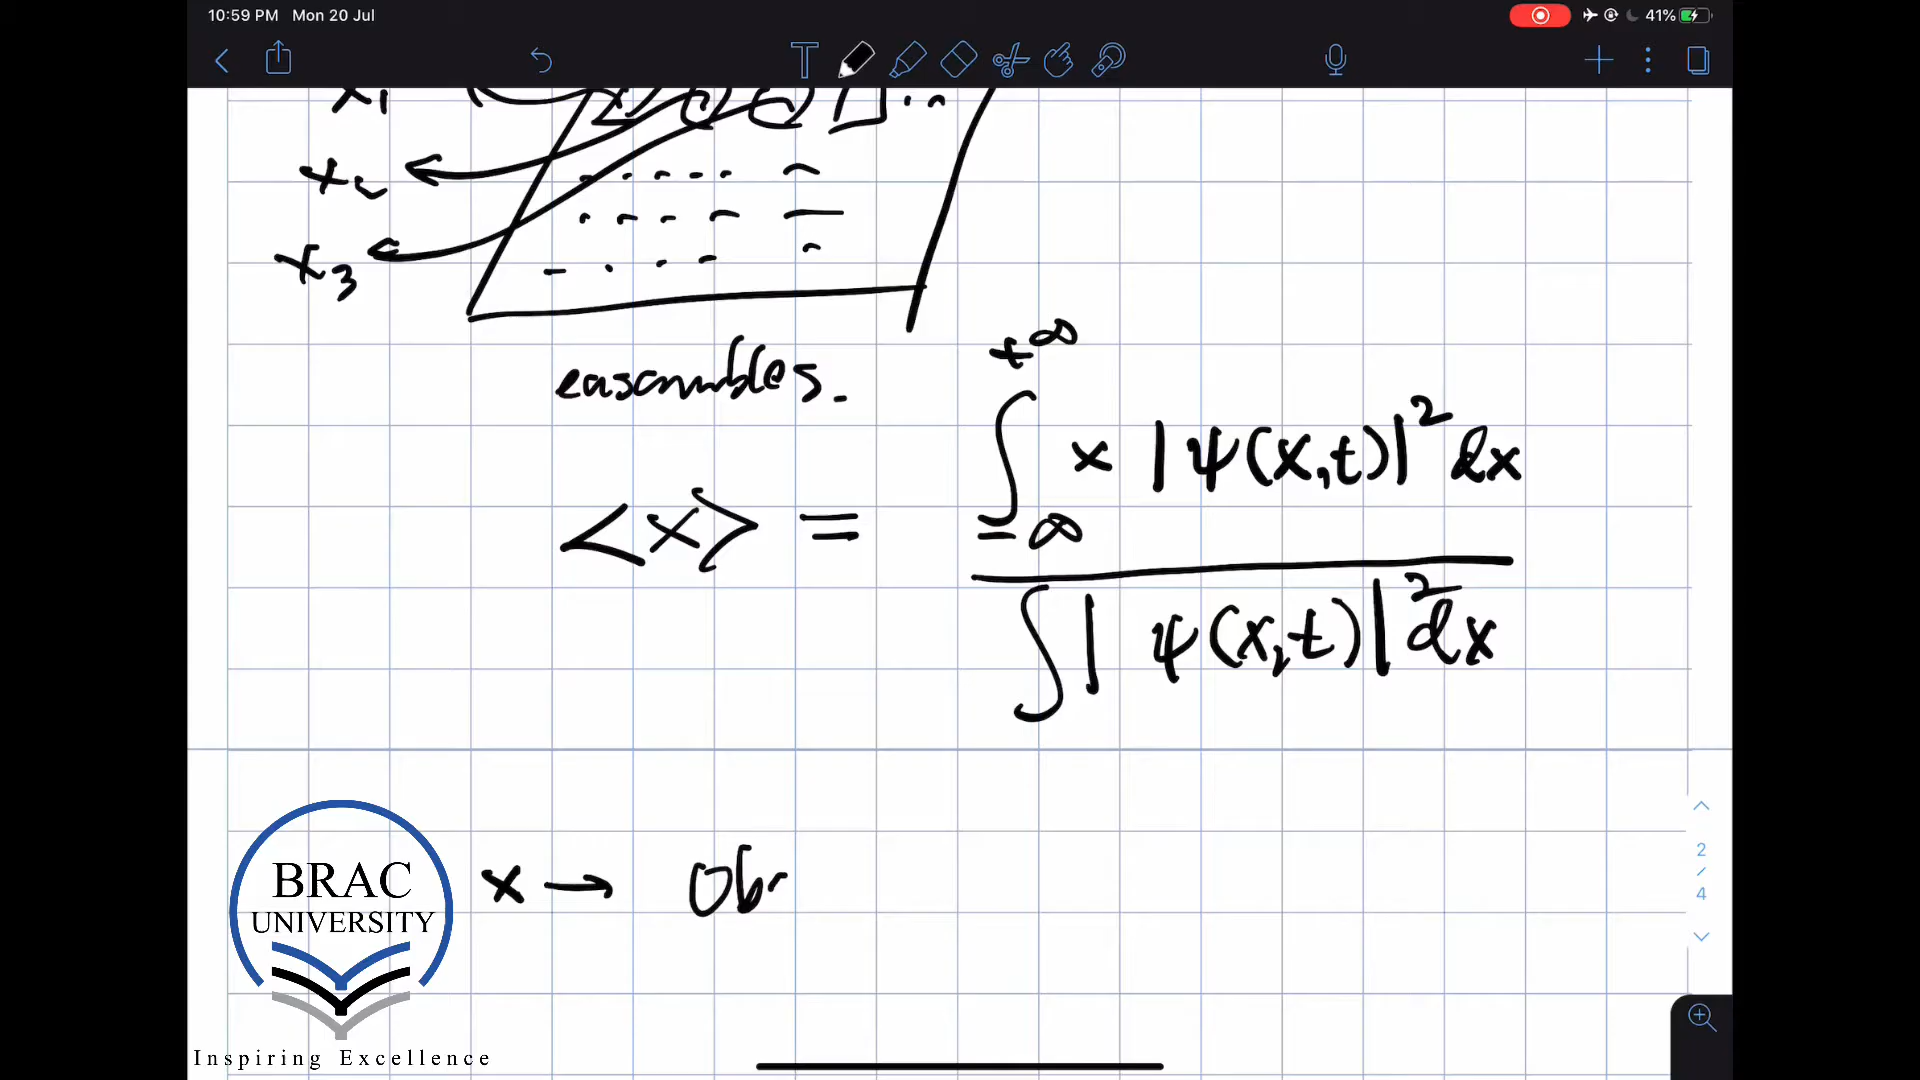 10:59 PM Mon 20 Jul 41%
x1
x2
x3
ensambles.
+∞
∫ x |ψ(x,t)|² dx
<x> = -∞
∫| ψ(x,t)|² dx
2
/
4
x → Ob
BRAC
UNIVERSITY
Inspiring Excellence